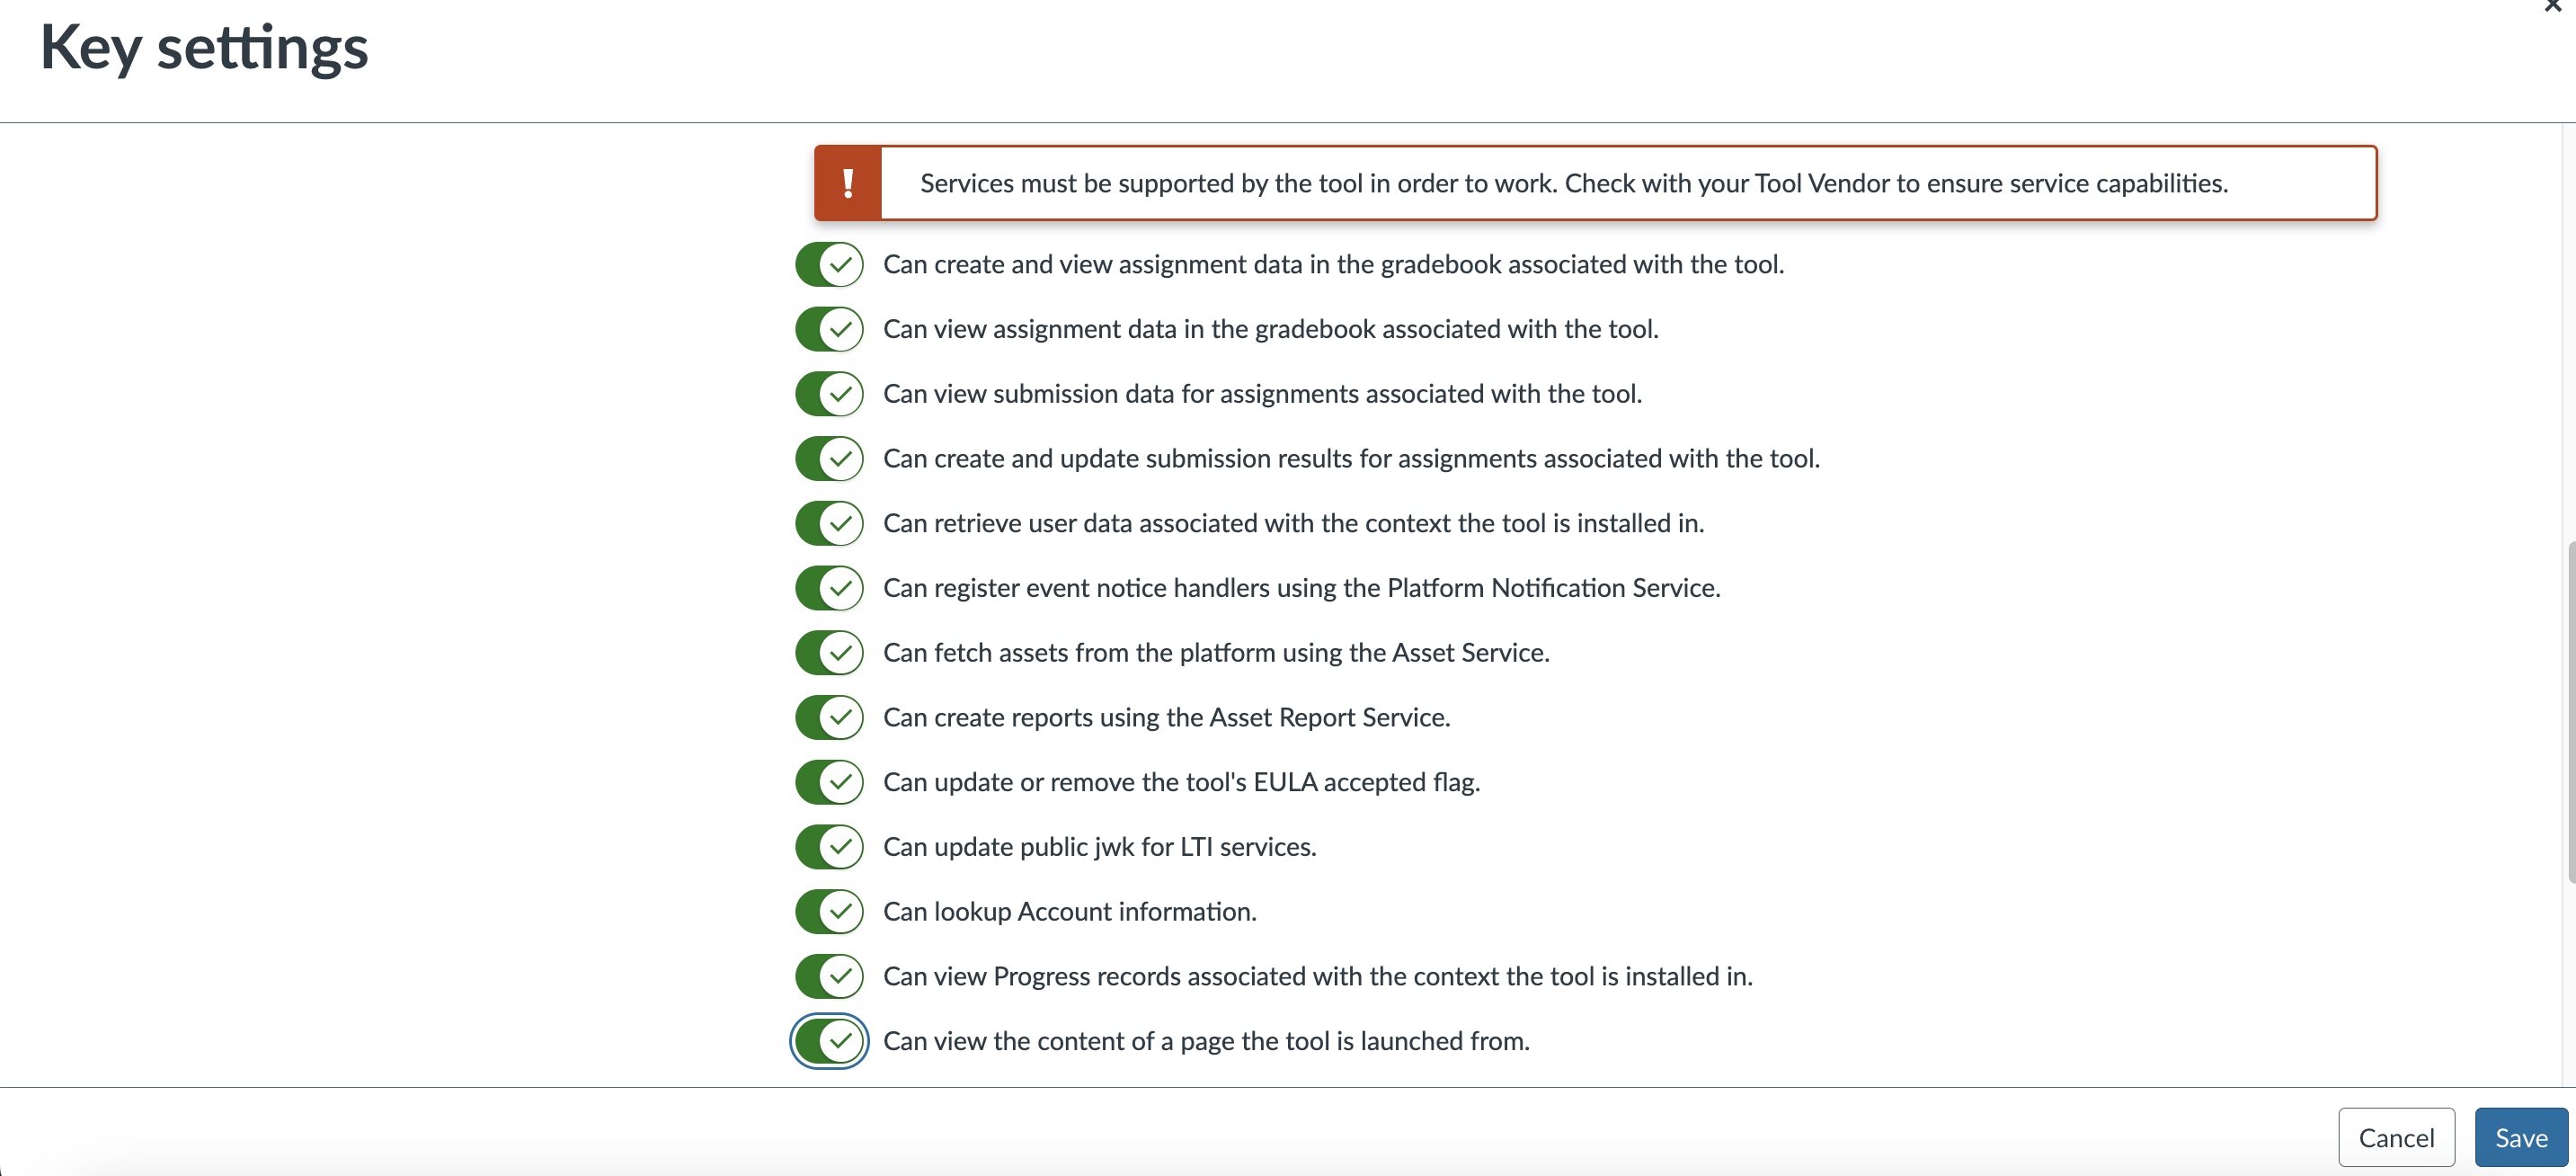 Key settings
Services must be supported by the tool in order to work. Check with your Tool Vendor to ensure service capabilities.
Can create and view assignment data in the gradebook associated with the tool.
Can view assignment data in the gradebook associated with the tool.
Can view submission data for assignments associated with the tool.
Can create and update submission results for assignments associated with the tool.
Can retrieve user data associated with the context the tool is installed in.
Can register event notice handlers using the Platform Notification Service.
Can fetch assets from the platform using the Asset Service.
Can create reports using the Asset Report Service.
Can update or remove the tool's EULA accepted flag.
Can update public jwk for LTI services.
Can lookup Account information.
Can view Progress records associated with the context the tool is installed in.
Can view the content of a page the tool is launched from.
Cancel
Save